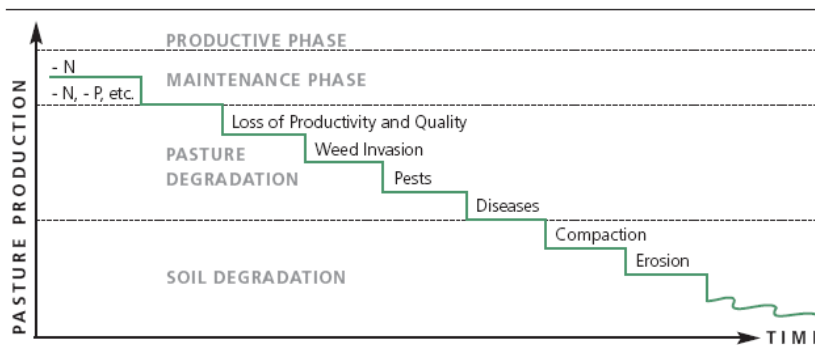 PRODUCTIVE PHASE
- N
MAINTENANCE PHASE
- N, - P, etc.
Loss of Productivity and Quality
Weed Invasion
PASTURE
DEGRADATION
Pests
Diseases
Compaction
Erosion
SOIL DEGRADATION
PASTURE PRODUCTION
TIM